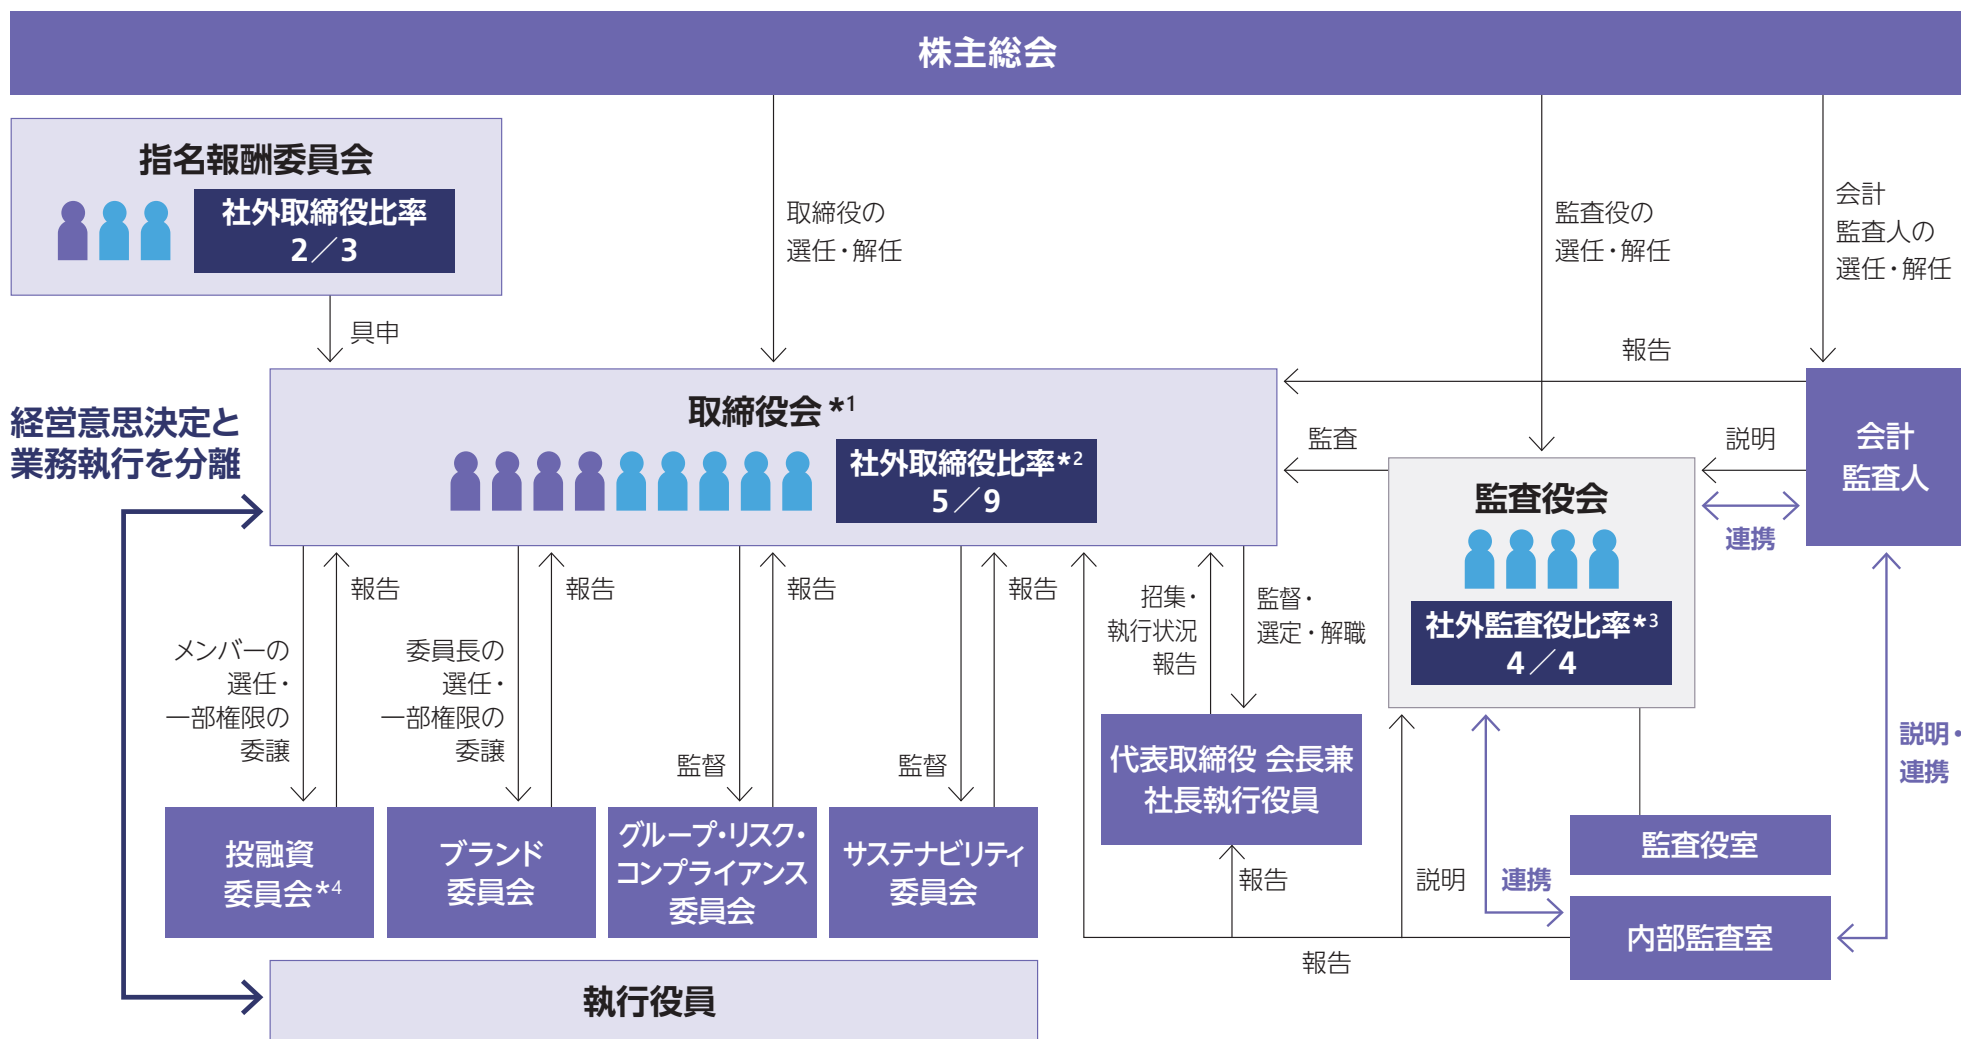 株主総会
指名報酬委員会
社外取締役比率
2／3
取締役の
選任・解任
監査役の
選任・解任
会計
監査人の
選任・解任
具申
報告
経営意思決定と
業務執行を分離
取締役会*1
社外取締役比率*2
5／9
監査
説明
会計
監査人
監査役会
連携
社外監査役比率*3
4／4
報告
報告
報告
報告
メンバーの
選任・
一部権限の
委譲
委員長の
選任・
一部権限の
委譲
監督
監督
招集・
執行状況
報告
監督・
選定・解職
代表取締役 会長兼
社長執行役員
説明・
連携
投融資
委員会*4
ブランド
委員会
グループ・リスク・
コンプライアンス
委員会
サステナビリティ
委員会
監査役室
報告
説明
連携
内部監査室
報告
執行役員